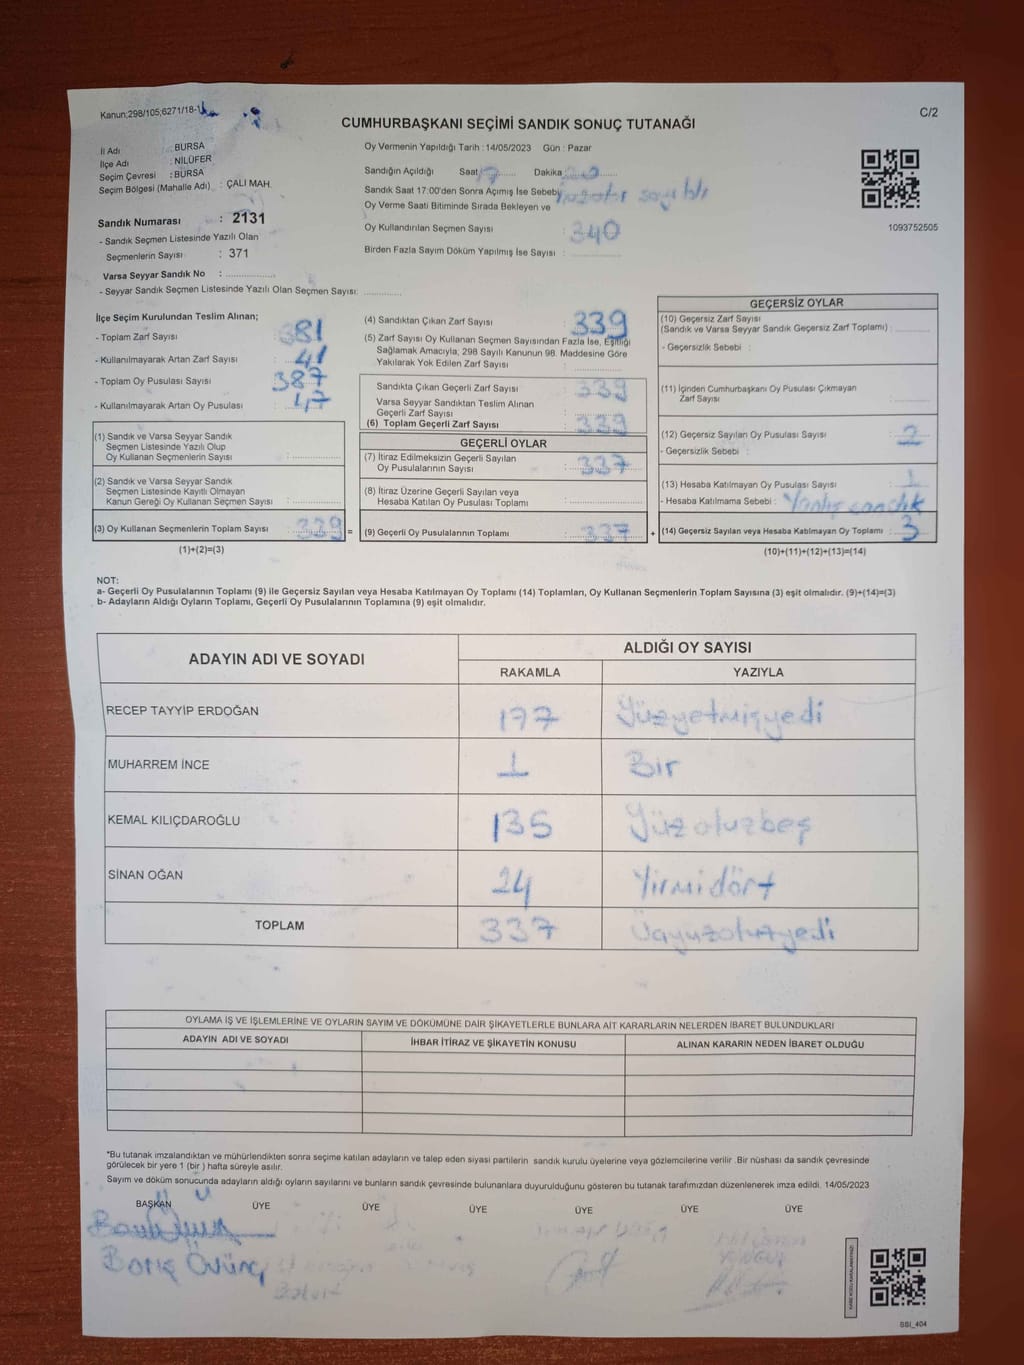 Kanun;298/105;6271/18-1
C/2
CUMHURBAŞKANI SEÇİMİ SANDIK SONUÇ TUTANAĞI
İl Adı : BURSA
İlçe Adı : NİLÜFER
Seçim Çevresi : BURSA
Seçim Bölgesi (Mahalle Adı) : ÇALI MAH.
Sandık Numarası : 2131
- Sandık Seçmen Listesinde Yazılı Olan
Seçmenlerin Sayısı : 371
Varsa Seyyar Sandık No : ..............
- Seyyar Sandık Seçmen Listesinde Yazılı Olan Seçmen Sayısı: ............
Oy Vermenin Yapıldığı Tarih : 14/05/2023 Gün : Pazar
Sandığın Açıldığı Saat 17 Dakika 20
Sandık Saat 17:00'den Sonra Açımış İse Sebebi
Oy Verme Saati Bitiminde Sırada Bekleyen ve
Oy Kullandırılan Seçmen Sayısı : 340
Birden Fazla Sayım Döküm Yapılmış İse Sayısı : ..............
1093752505
İlçe Seçim Kurulundan Teslim Alınan;
- Toplam Zarf Sayısı : 381
- Kullanılmayarak Artan Zarf Sayısı : 41
- Toplam Oy Pusulası Sayısı : 387
- Kullanılmayarak Artan Oy Pusulası : 47
(1) Sandık ve Varsa Seyyar Sandık
Seçmen Listesinde Yazılı Olup
Oy Kullanan Seçmenlerin Sayısı : ..............
(2) Sandık ve Varsa Seyyar Sandık
Seçmen Listesinde Kayıtlı Olmayan
Kanun Gereği Oy Kullanan Seçmen Sayısı : ..............
(3) Oy Kullanan Seçmenlerin Toplam Sayısı : 339 =
(1)+(2)=(3)
(4) Sandıktan Çıkan Zarf Sayısı : 339
(5) Zarf Sayısı Oy Kullanan Seçmen Sayısından Fazla İse, Eşitliği
Sağlamak Amacıyla; 298 Sayılı Kanunun 98. Maddesine Göre
Yakılarak Yok Edilen Zarf Sayısı : ..............
Sandıkta Çıkan Geçerli Zarf Sayısı : 339
Varsa Seyyar Sandıktan Teslim Alınan
Geçerli Zarf Sayısı : ..............
(6) Toplam Geçerli Zarf Sayısı : 339
GEÇERLİ OYLAR
(7) İtiraz Edilmeksizin Geçerli Sayılan
Oy Pusulalarının Sayısı : 337
(8) İtiraz Üzerine Geçerli Sayılan veya
Hesaba Katılan Oy Pusulası Toplamı : ..............
(9) Geçerli Oy Pusulalarının Toplamı : 337 +
GEÇERSİZ OYLAR
(10) Geçersiz Zarf Sayısı
(Sandık ve Varsa Seyyar Sandık Geçersiz Zarf Toplamı) : ..........
- Geçersizlik Sebebi :
(11) İçinden Cumhurbaşkanı Oy Pusulası Çıkmayan
Zarf Sayısı : ..........
(12) Geçersiz Sayılan Oy Pusulası Sayısı : 2
- Geçersizlik Sebebi :
(13) Hesaba Katılmayan Oy Pusulası Sayısı : 1
- Hesaba Katılmama Sebebi : Yanlış sandık
(14) Geçersiz Sayılan veya Hesaba Katılmayan Oy Toplamı : 3
(10)+(11)+(12)+(13)=(14)
NOT:
a- Geçerli Oy Pusulalarının Toplamı (9) ile Geçersiz Sayılan veya Hesaba Katılmayan Oy Toplamı (14) Toplamları, Oy Kullanan Seçmenlerin Toplam Sayısına (3) eşit olmalıdır. (9)+(14)=(3)
b- Adayların Aldığı Oyların Toplamı, Geçerli Oy Pusulalarının Toplamına (9) eşit olmalıdır.
ADAYIN ADI VE SOYADI
ALDIĞI OY SAYISI
RAKAMLA YAZIYLA
RECEP TAYYİP ERDOĞAN 177 Yüzyetmişyedi
MUHARREM İNCE 1 Bir
KEMAL KILIÇDAROĞLU 135 Yüzotuzbeş
SİNAN OĞAN 24 Yirmidört
TOPLAM 337 Üçyüzotuzyedi
OYLAMA İŞ VE İŞLEMLERİNE VE OYLARIN SAYIM VE DÖKÜMÜNE DAİR ŞİKAYETLERLE BUNLARA AİT KARARLARIN NELERDEN İBARET BULUNDUKLARI
ADAYIN ADI VE SOYADI İHBAR İTİRAZ VE ŞİKAYETİN KONUSU ALINAN KARARIN NEDEN İBARET OLDUĞU
*Bu tutanak imzalandıktan ve mühürlendikten sonra seçime katılan adayların ve talep eden siyasi partilerin sandık kurulu üyelerine veya gözlemcilerine verilir .Bir nüshası da sandık çevresinde
görülecek bir yere 1 (bir ) hafta süreyle asılır.
Sayım ve döküm sonucunda adayların aldığı oyların sayılarını ve bunların sandık çevresinde bulunanlara duyurulduğunu gösteren bu tutanak tarafımızdan düzenlenerek imza edildi. 14/05/2023
BAŞKAN ÜYE ÜYE ÜYE ÜYE ÜYE ÜYE
Barış Övünç
KARE KODU KARALAMAYINIZ!
BSI_404